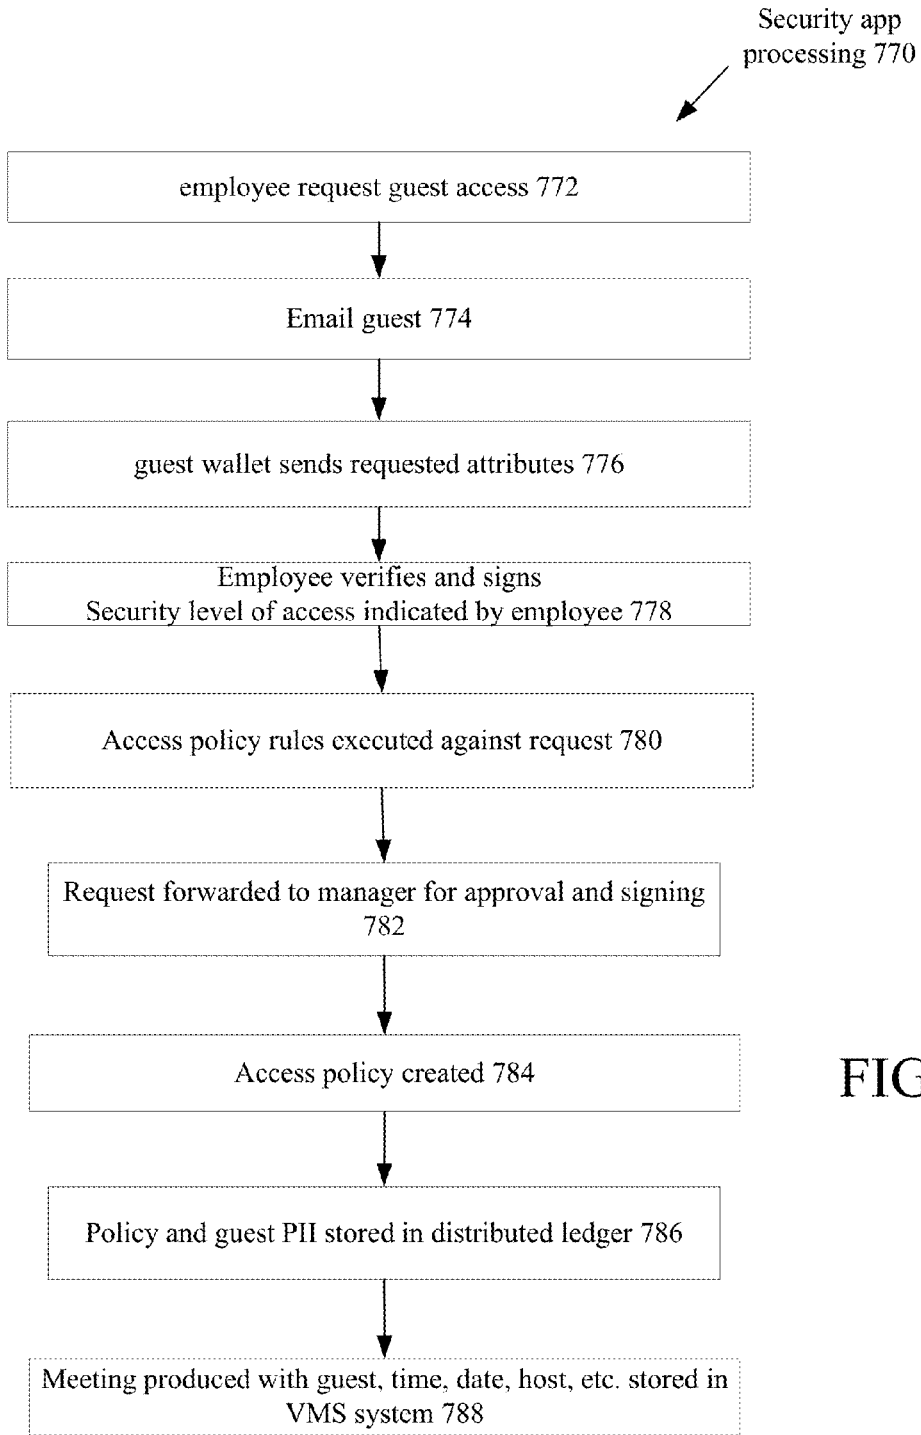 Security app
processing 770
employee request guest access 772
Email guest 774
guest wallet sends requested attributes 776
Employee verifies and signs
Security level of access indicated by employee 778
Access policy rules executed against request 780
Request forwarded to manager for approval and signing
782
Access policy created 784
FIG
Policy and guest PII stored in distributed ledger 786
Meeting produced with guest, time, date, host, etc. stored in
VMS system 788